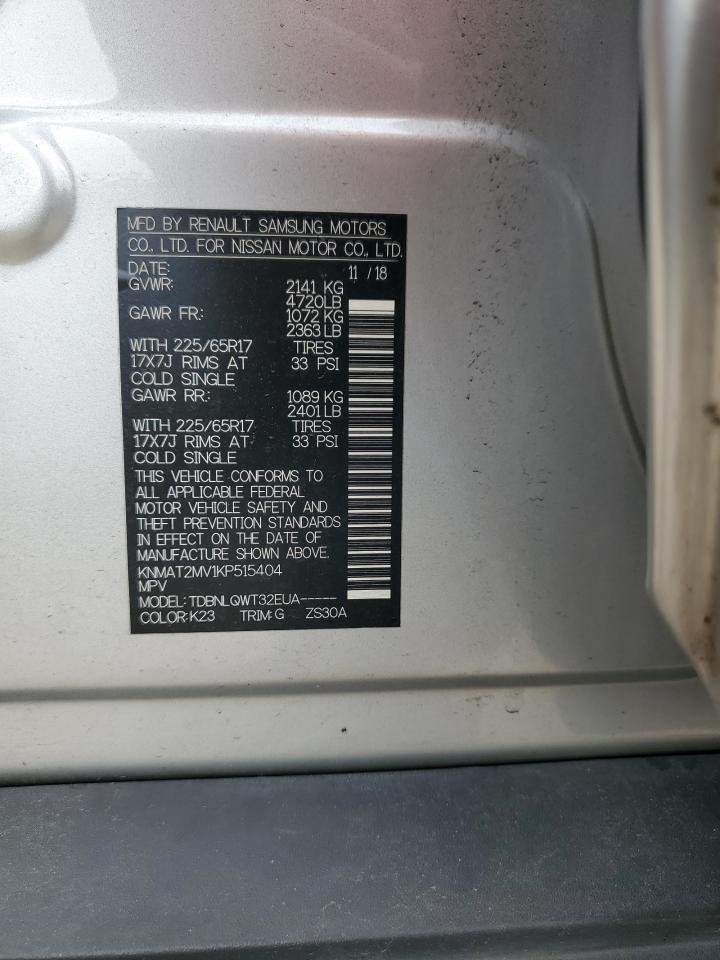 MFD BY RENAULT SAMSUNG MOTORS
CO., LTD. FOR NISSAN MOTOR CO., LTD.
DATE: 11 / 18
GVWR: 2141 KG
4720LB
GAWR FR.: 1072 KG
2363 LB
WITH 225/65R17 TIRES
17X7J RIMS AT 33 PSI
COLD SINGLE
GAWR RR.: 1089 KG
2401 LB
WITH 225/65R17 TIRES
17X7J RIMS AT 33 PSI
COLD SINGLE
THIS VEHICLE CONFORMS TO
ALL APPLICABLE FEDERAL
MOTOR VEHICLE SAFETY AND
THEFT PREVENTION STANDARDS
IN EFFECT ON THE DATE OF
MANUFACTURE SHOWN ABOVE.
KNMAT2MV1KP515404
MPV
MODEL: TDBNLQWT32EUA-----
COLOR:K23 TRIM:G ZS30A